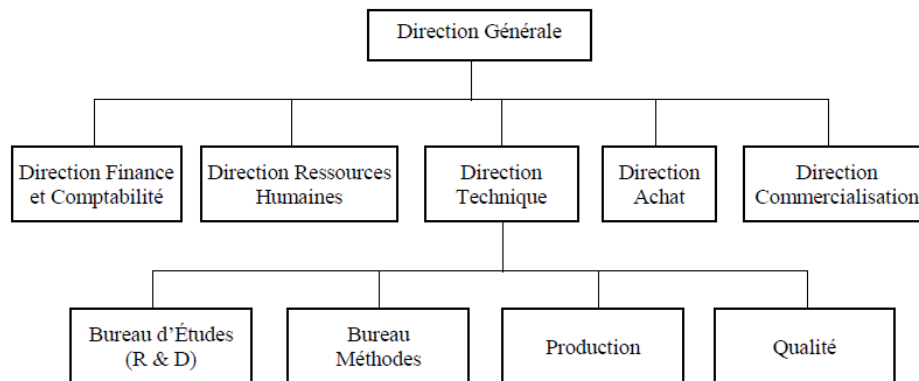 Direction Générale
Direction Finance
et Comptabilité
Direction Ressources
Humaines
Direction
Technique
Direction
Achat
Direction
Commercialisation
Bureau d’Études
(R & D)
Bureau
Méthodes
Production
Qualité